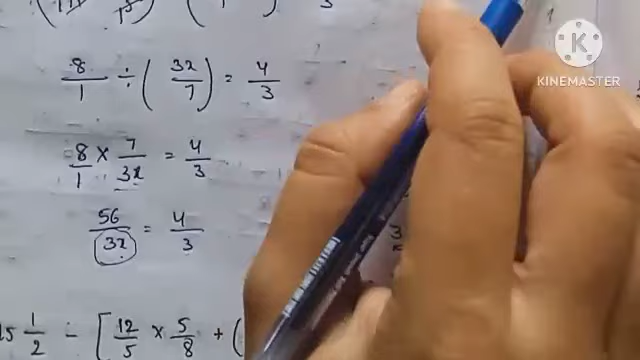 8/1 ÷ (3x/7) = 4/3
8/1 × 7/3x = 4/3
56/3x = 4/3
15 1/2 - [12/5 × 5/8 + (
K
KINEMASTER